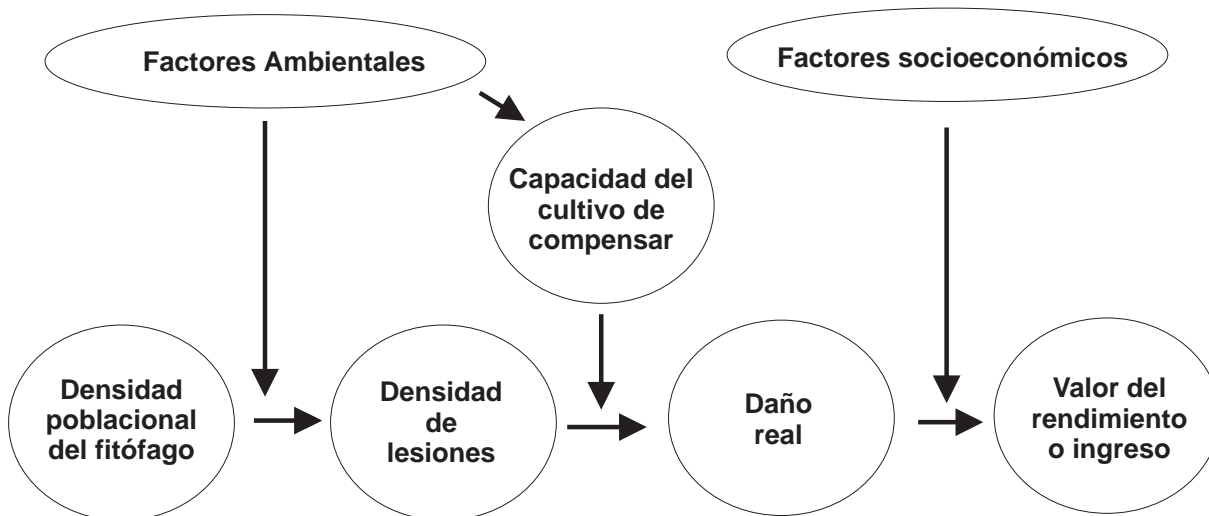 Factores Ambientales
Factores socioeconómicos
Capacidad del
cultivo de
compensar
Densidad
poblacional
del fitófago
Densidad
de
lesiones
Daño
real
Valor del
rendimiento
o ingreso